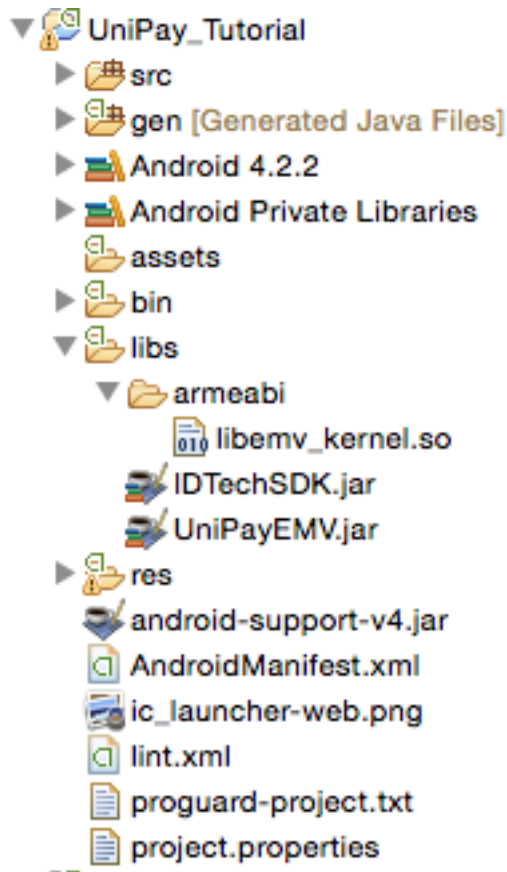 UniPay_Tutorial
src
gen [Generated Java Files]
Android 4.2.2
Android Private Libraries
assets
bin
libs
armeabi
010 libemv_kernel.so
IDTechSDK.jar
UniPayEMV.jar
res
android-support-v4.jar
AndroidManifest.xml
ic_launcher-web.png
lint.xml
proguard-project.txt
project.properties